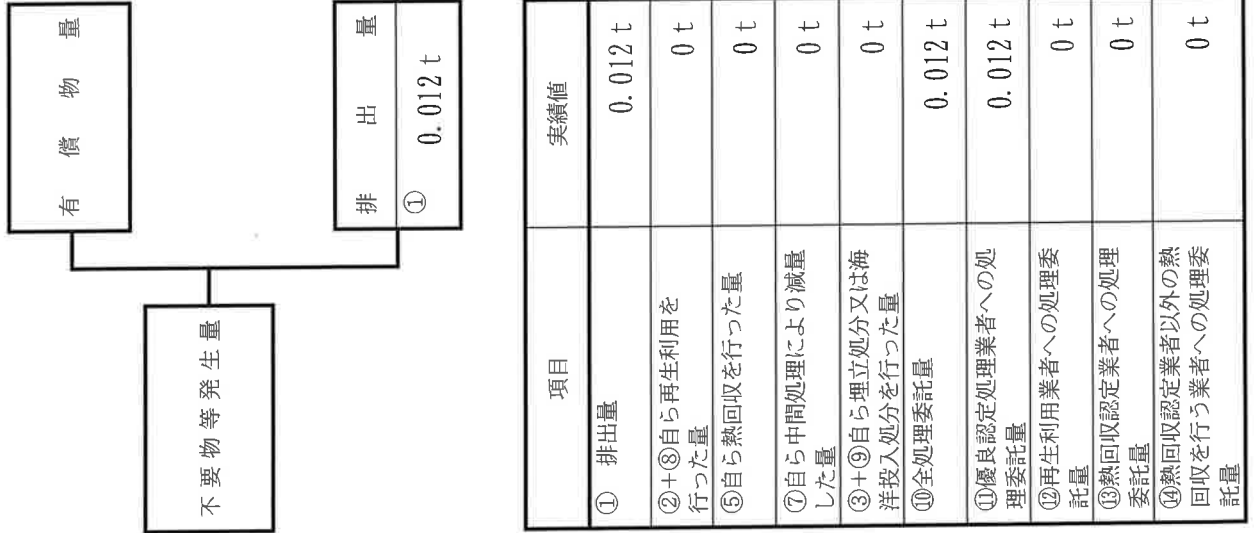 不要物等発生量
有償物量
排出量
① 0.012 t
項目 実績値
① 排出量 0.012 t
②+⑧自ら再生利用を
行った量 0 t
⑤自ら熱回収を行った量 0 t
⑦自ら中間処理により減量
した量 0 t
③+⑨自ら埋立処分又は海
洋投入処分を行った量 0 t
⑩全処理委託量 0.012 t
⑪優良認定処理業者への処
理委託量 0.012 t
⑫再生利用業者への処理委
託量 0 t
⑬熱回収認定業者への処理
委託量 0 t
⑭熱回収認定業者以外の熱
回収を行う業者への処理委
託量 0 t